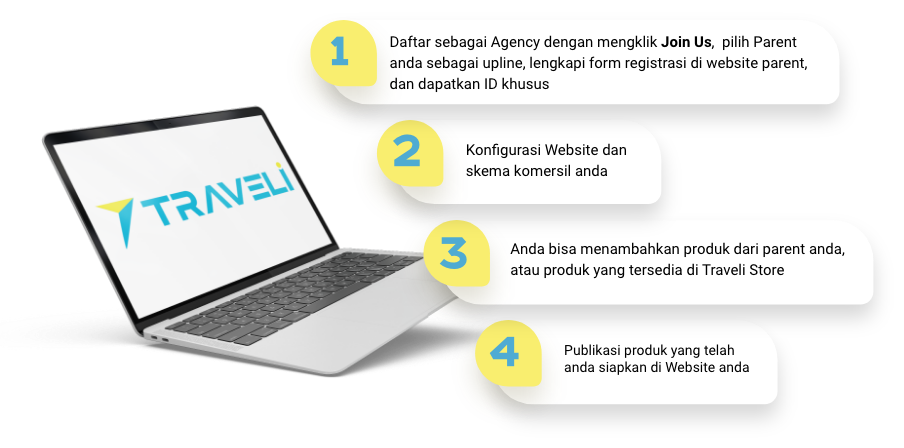 1
Daftar sebagai Agency dengan mengklik Join Us, pilih Parent
anda sebagai upline, lengkapi form registrasi di website parent,
dan dapatkan ID khusus
2
Konfigurasi Website dan
skema komersil anda
TRAVELI
3
Anda bisa menambahkan produk dari parent anda,
atau produk yang tersedia di Traveli Store
4
Publikasi produk yang telah
anda siapkan di Website anda